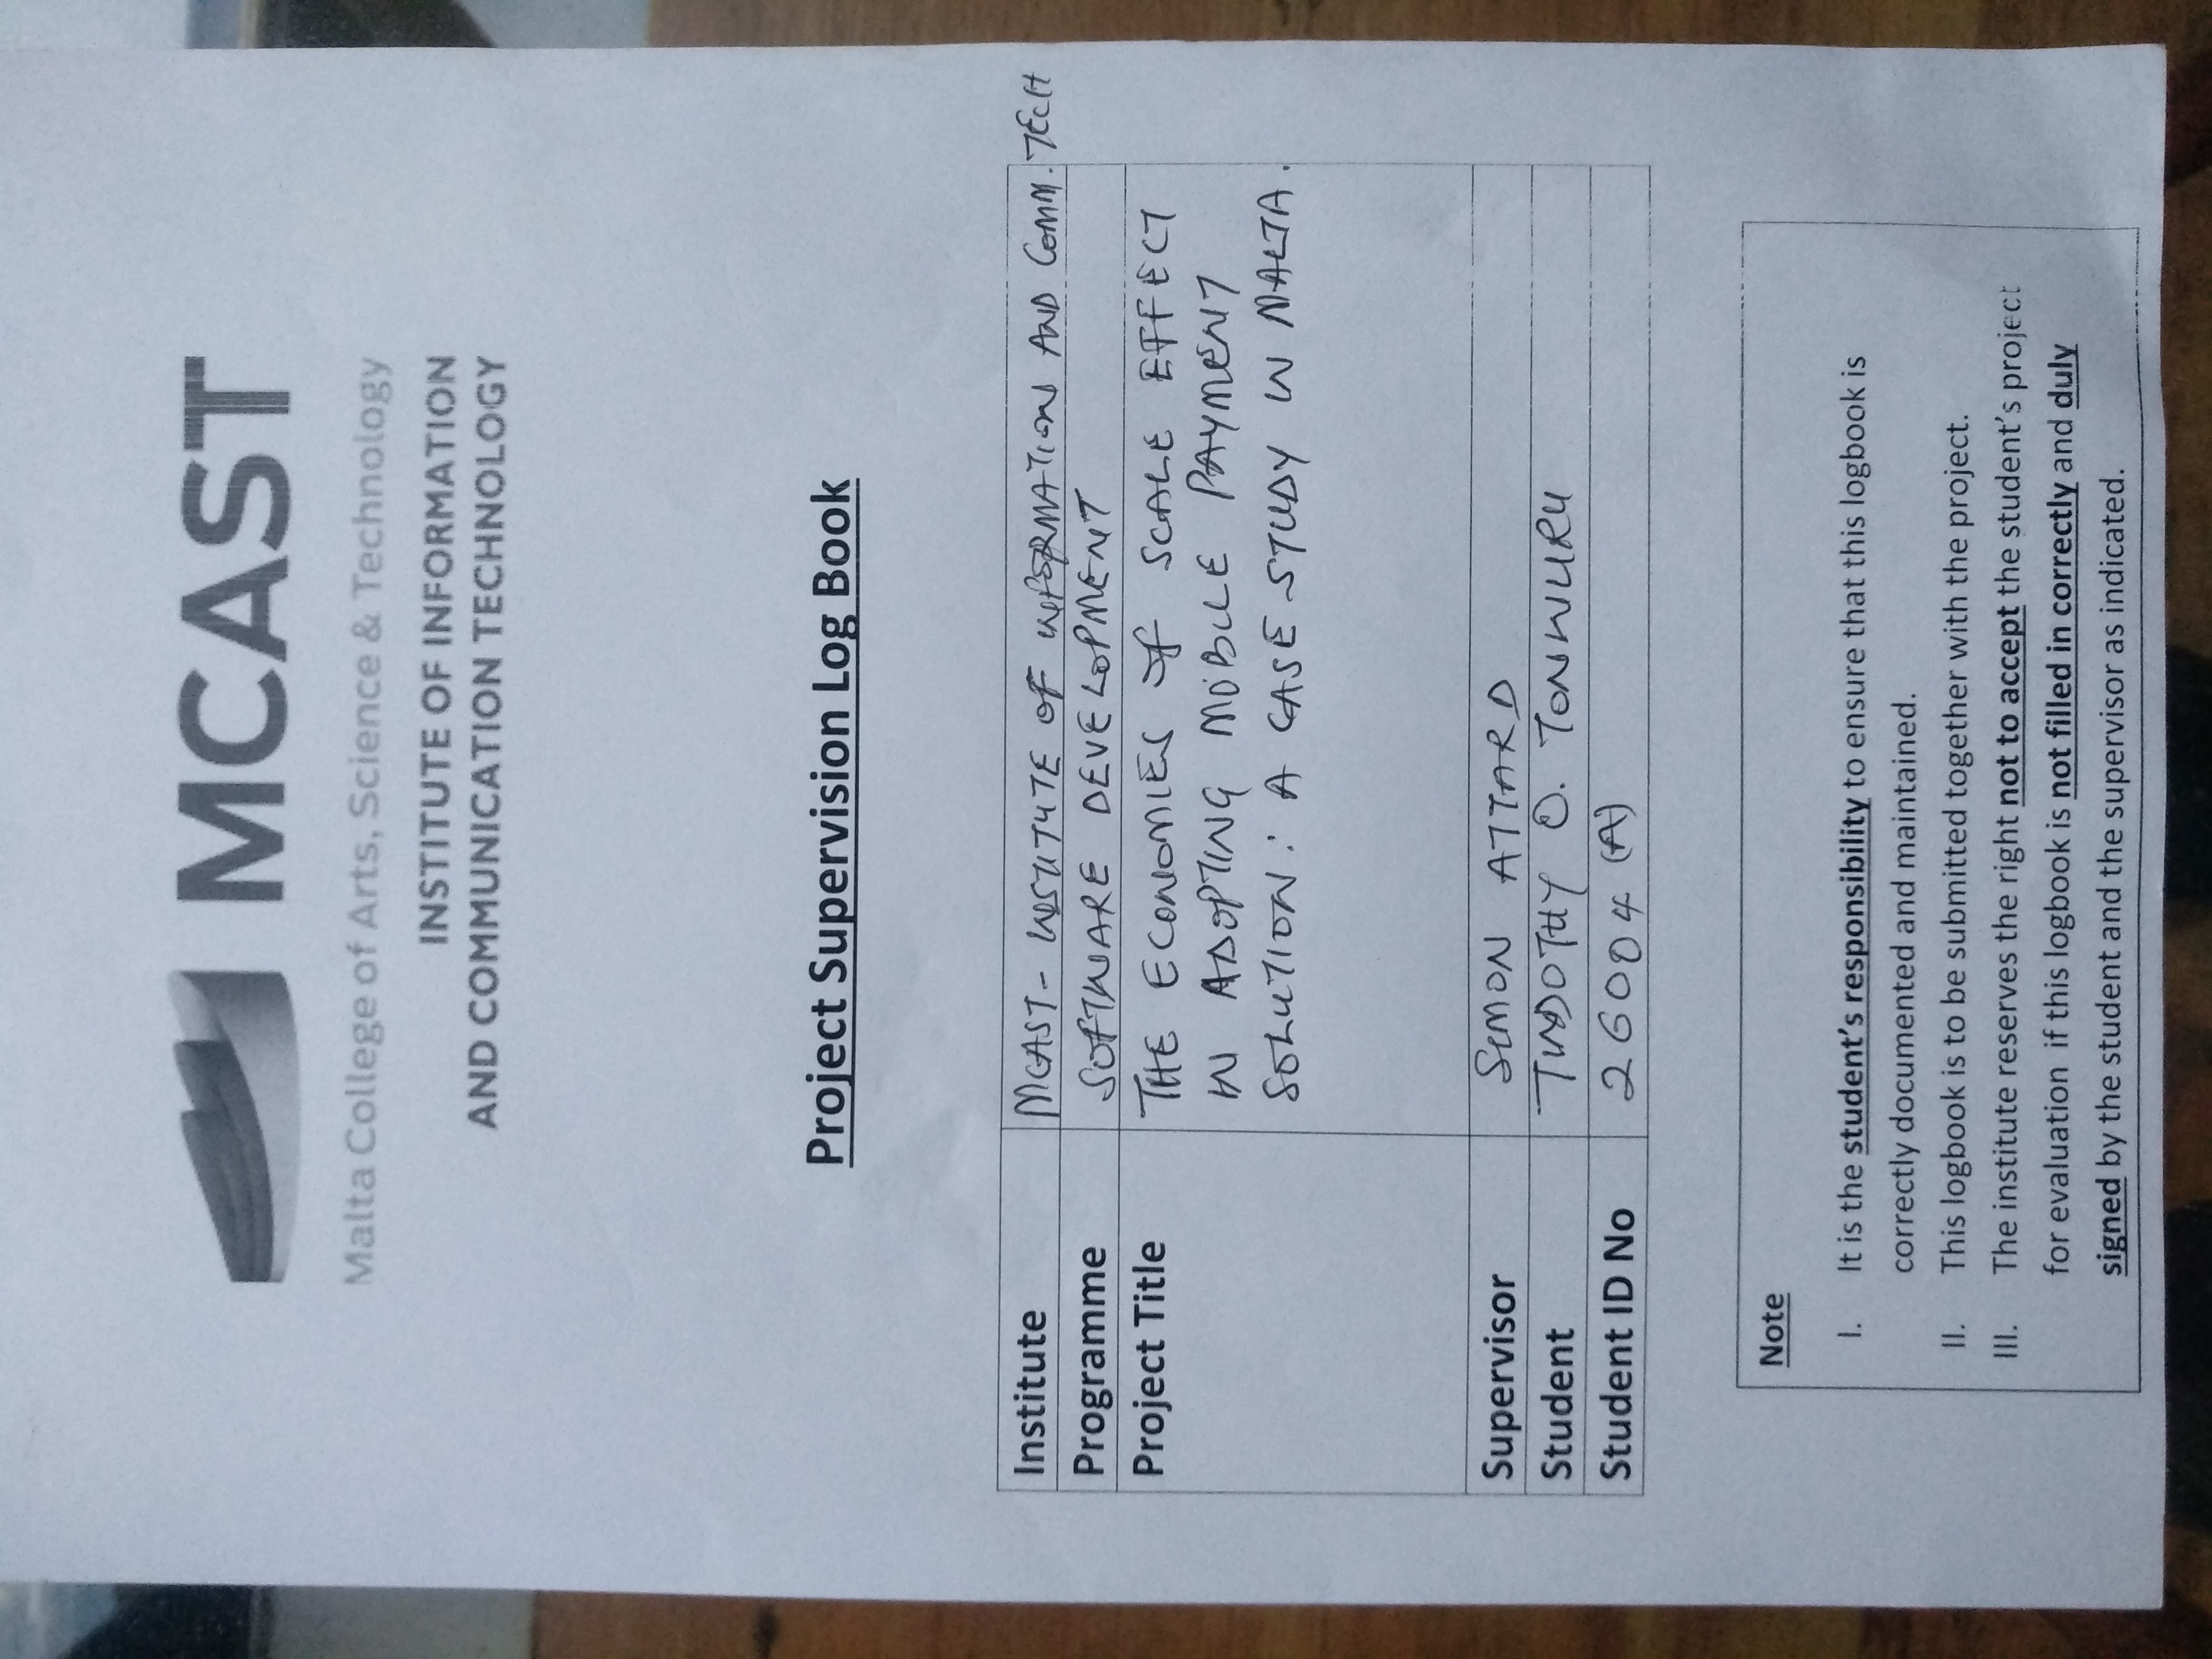 MCAST
Malta College of Arts, Science & Technology
INSTITUTE OF INFORMATION
AND COMMUNICATION TECHNOLOGY
Project Supervision Log Book
Institute MCAST - INSTITUTE OF INFORMATION AND COMM. TECH
Programme SOFTWARE DEVELOPMENT
Project Title THE ECONOMIES OF SCALE EFFECT
IN ADOPTING MOBILE PAYMENT
SOLUTION: A CASE STUDY IN MALTA.
Supervisor SIMON ATTARD
Student TIMOTHY O. TONWURU
Student ID No 26004 (A)
Note
I. It is the student's responsibility to ensure that this logbook is
correctly documented and maintained.
II. This logbook is to be submitted together with the project.
III. The institute reserves the right not to accept the student's project
for evaluation if this logbook is not filled in correctly and duly
signed by the student and the supervisor as indicated.